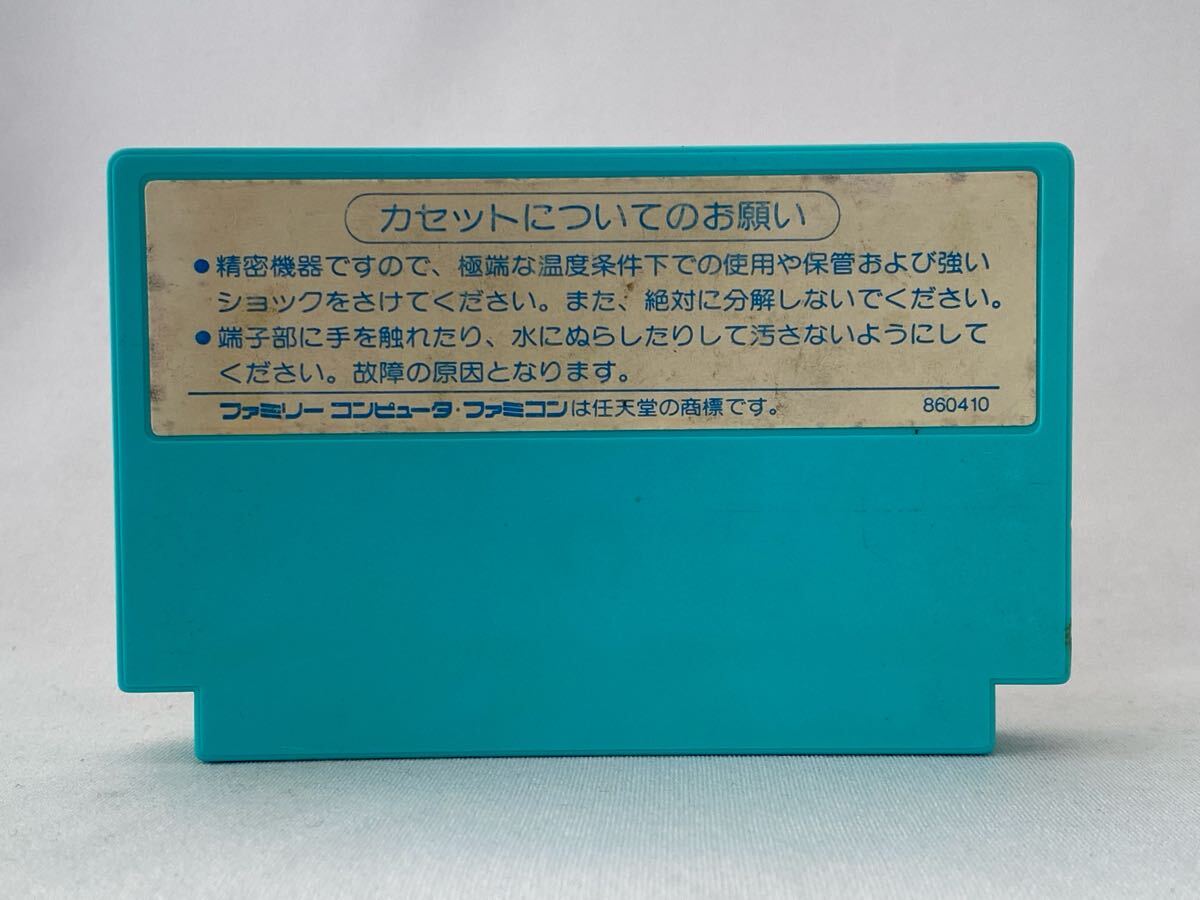 カセットについてのお願い
●精密機器ですので、極端な温度条件下での使用や保管および強い
ショックをさけてください。また、絶対に分解しないでください。
●端子部に手を触れたり、水にぬらしたりして汚さないようにして
ください。故障の原因となります。
ファミリーコンピュータ・ファミコンは任天堂の商標です。 860410